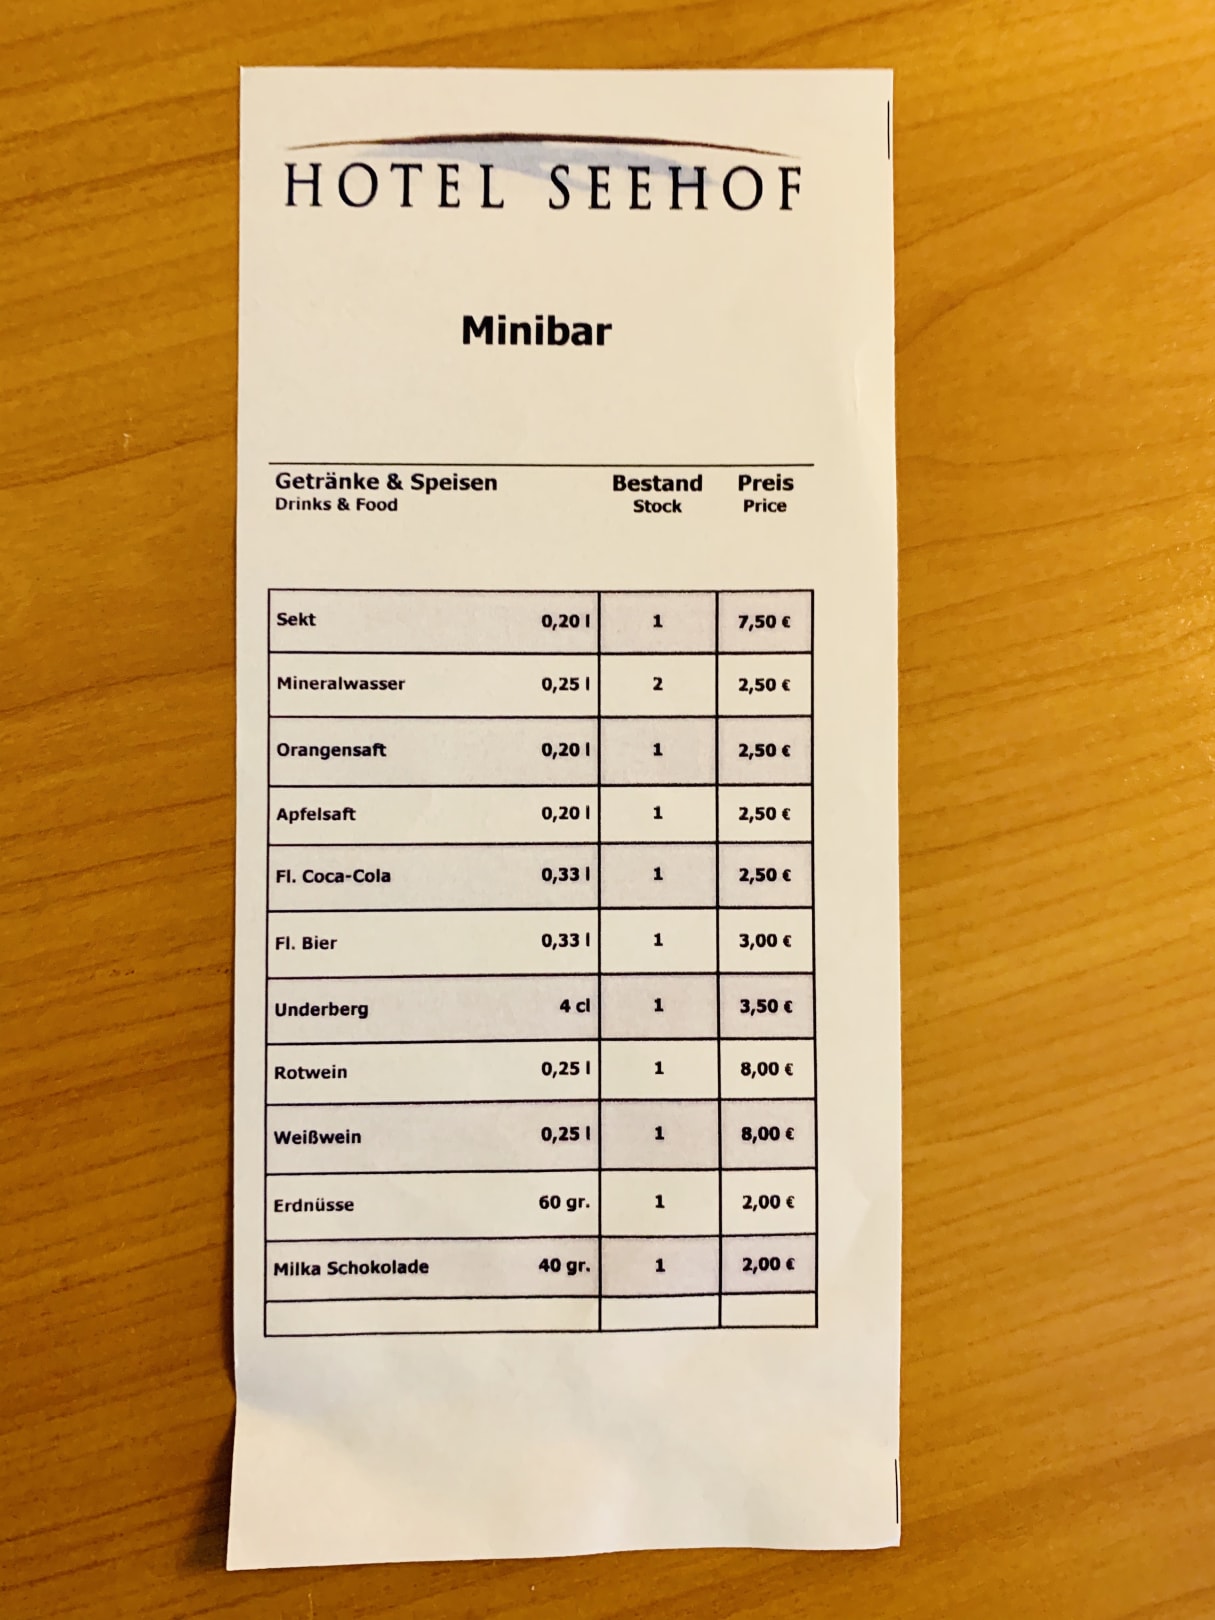 HOTEL SEEHOF
Minibar
Getränke & Speisen Bestand Preis
Drinks & Food Stock Price
Sekt 0,20 l 1 7,50 €
Mineralwasser 0,25 l 2 2,50 €
Orangensaft 0,20 l 1 2,50 €
Apfelsaft 0,20 l 1 2,50 €
Fl. Coca-Cola 0,33 l 1 2,50 €
Fl. Bier 0,33 l 1 3,00 €
Underberg 4 cl 1 3,50 €
Rotwein 0,25 l 1 8,00 €
Weißwein 0,25 l 1 8,00 €
Erdnüsse 60 gr. 1 2,00 €
Milka Schokolade 40 gr. 1 2,00 €